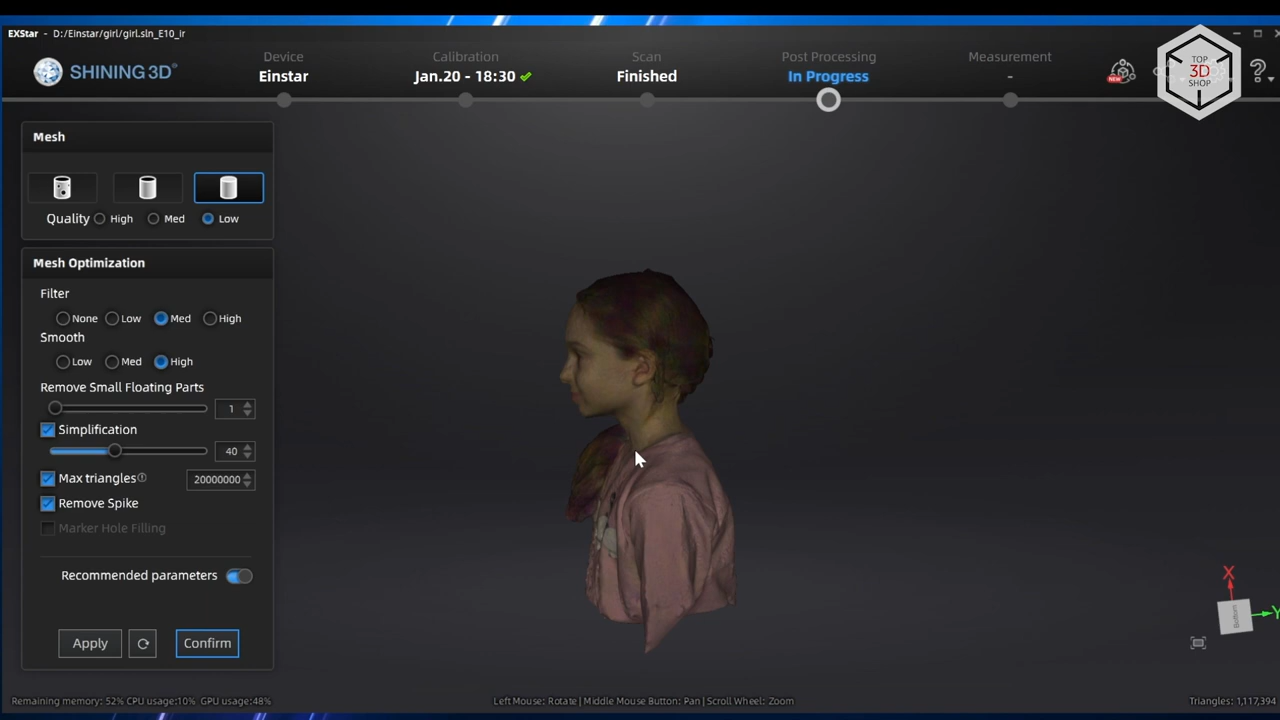 EXStar - D:/Einstar/girl/girl.sln_E10_ir
SHINING 3D®
Device
Einstar
Calibration
Jan.20 - 18:30
Scan
Finished
Post Processing
In Progress
Measurement
-
NEW
TOP
3D
SHOP
?
Mesh
Quality High Med Low
Mesh Optimization
Filter
None Low Med High
Smooth
Low Med High
Remove Small Floating Parts
1
Simplification
40
Max triangles 20000000
Remove Spike
Marker Hole Filling
Recommended parameters
Apply Confirm
X
Y
Bottom
Remaining memory: 52% CPU usage:10% GPU usage:48%
Left Mouse: Rotate | Middle Mouse Button: Pan | Scroll Wheel: Zoom
Triangles: 1,117,394